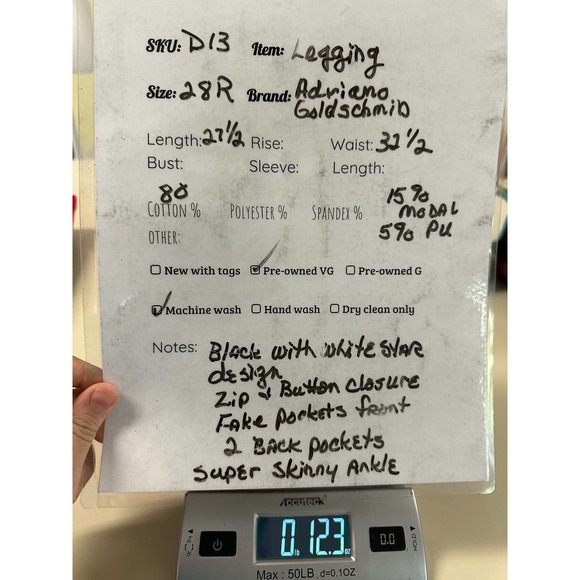 SKU: D13 Item: Legging
Size: 28R Brand: Adriano
Goldschmid
Length: 27 1/2 Rise: Waist: 32 1/2
Bust: Sleeve: Length:
80 15%
COTTON % POLYESTER % SPANDEX % MODAL
OTHER: 5% PU
New with tags Pre-owned VG Pre-owned G
Machine wash Hand wash Dry clean only
Notes: Black with white star
design
Zip & Button closure
Fake pockets front
2 Back pockets
Super Skinny Ankle
Accuteck
0 lb 12.3 oz
0.0
HOLD
Max : 50LB d=0.1OZ